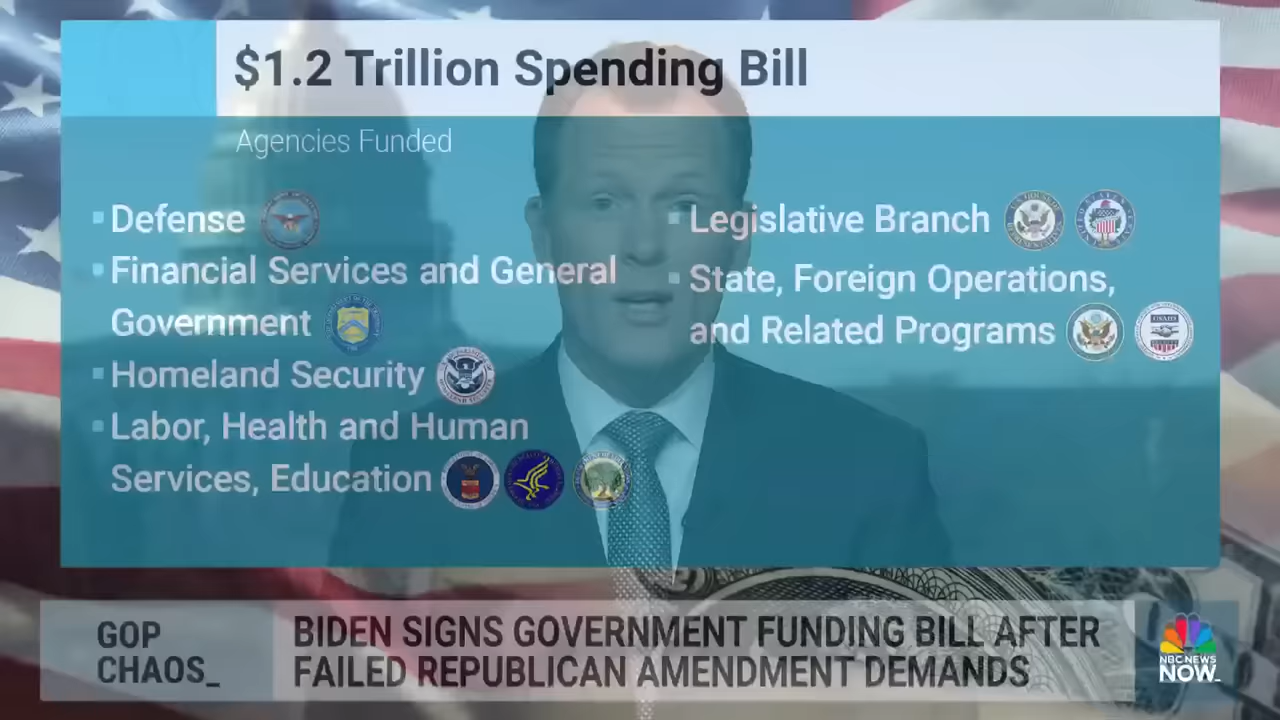 $1.2 Trillion Spending Bill
Agencies Funded
Defense
Financial Services and General
Government
Homeland Security
Labor, Health and Human
Services, Education
Legislative Branch
State, Foreign Operations,
and Related Programs
USAID
GOP
CHAOS_
BIDEN SIGNS GOVERNMENT FUNDING BILL AFTER
FAILED REPUBLICAN AMENDMENT DEMANDS
NBC NEWS
NOW_